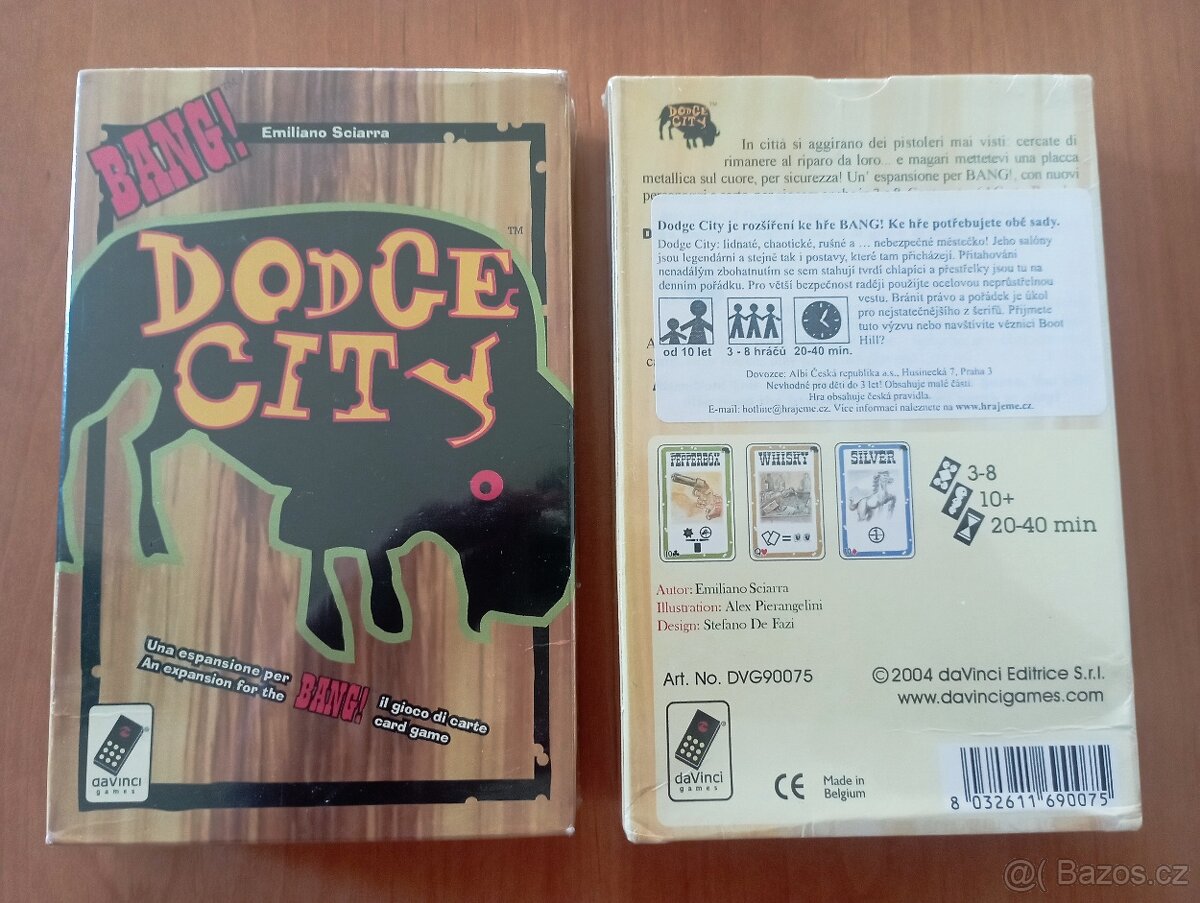 BANG!
Emiliano Sciarra
DODGE
CITY
TM
Una espansione per
An expansion for the
BANG!
il gioco di carte
card game
daVinci
games
DODGE
CITY
In città si aggirano dei pistoleri mai visti: cercate di
rimanere al riparo da loro... e magari mettetevi una placca
metallica sul cuore, per sicurezza! Un' espansione per BANG!, con nuovi
Dodge City je rozšíření ke hře BANG! Ke hře potřebujete obě sady.
Dodge City: lidnaté, chaotické, rušné a ... nebezpečné městečko! Jeho salóny
jsou legendární a stejně tak i postavy, které tam přicházejí. Přitahováni
nenadálým zbohatnutím se sem stahují tvrdí chlapíci a přestřelky jsou tu na
denním pořádku. Pro větší bezpečnost raději použijte ocelovou neprůstřelnou
vestu. Bránit právo a pořádek je úkol
pro nejstatečnějšího z šerifů. Přijmete
tuto výzvu nebo navštívíte věznici Boot
Hill?
od 10 let
3 - 8 hráčů
20-40 min.
Dovozce: Albi Česká republika a.s., Husinecká 7, Praha 3
Nevhodné pro děti do 3 let! Obsahuje malé části.
Hra obsahuje česká pravidla.
E-mail: hotline@hrajeme.cz. Více informací naleznete na www.hrajeme.cz.
PEPPERBOX
10♣
WHISKY
Q♥
SILVER
3-8
10+
20-40 min
Autor: Emiliano Sciarra
Illustration: Alex Pierangelini
Design: Stefano De Fazi
Art. No. DVG90075
©2004 daVinci Editrice S.r.l.
www.davincigames.com
daVinci
games
CE
Made in
Belgium
8 032611 690075
@( Bazos.cz